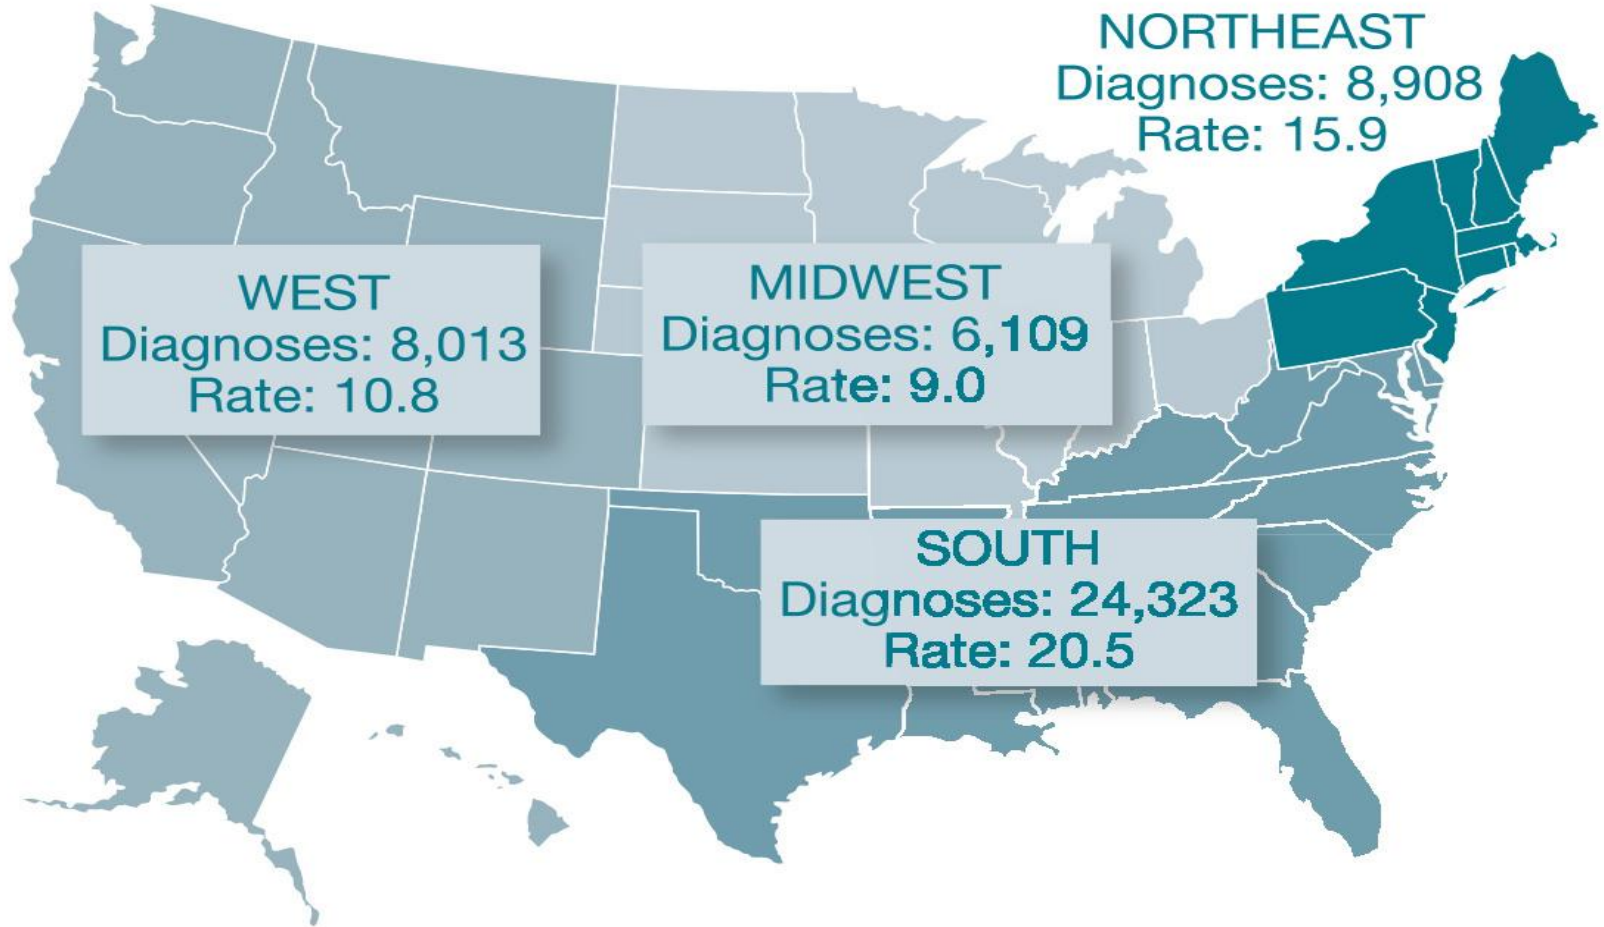 NORTHEAST
Diagnoses: 8,908
Rate: 15.9
WEST
Diagnoses: 8,013
Rate: 10.8
MIDWEST
Diagnoses: 6,109
Rate: 9.0
SOUTH
Diagnoses: 24,323
Rate: 20.5